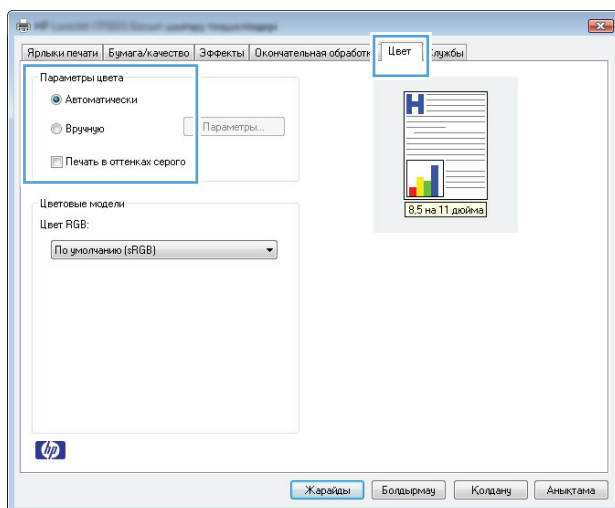 Ярлыки печати
Бумага/качество
Эффекты
Окончательная обработк
Цвет
лужбы
Параметры цвета
Автоматически
Вручную
Параметры...
Печать в оттенках серого
H
8,5 на 11 дюйма
Цветовые модели
Цвет RGB:
По умолчанию (sRGB)
hp
Жарайды
Болдырмау
Қолдану
Анықтама